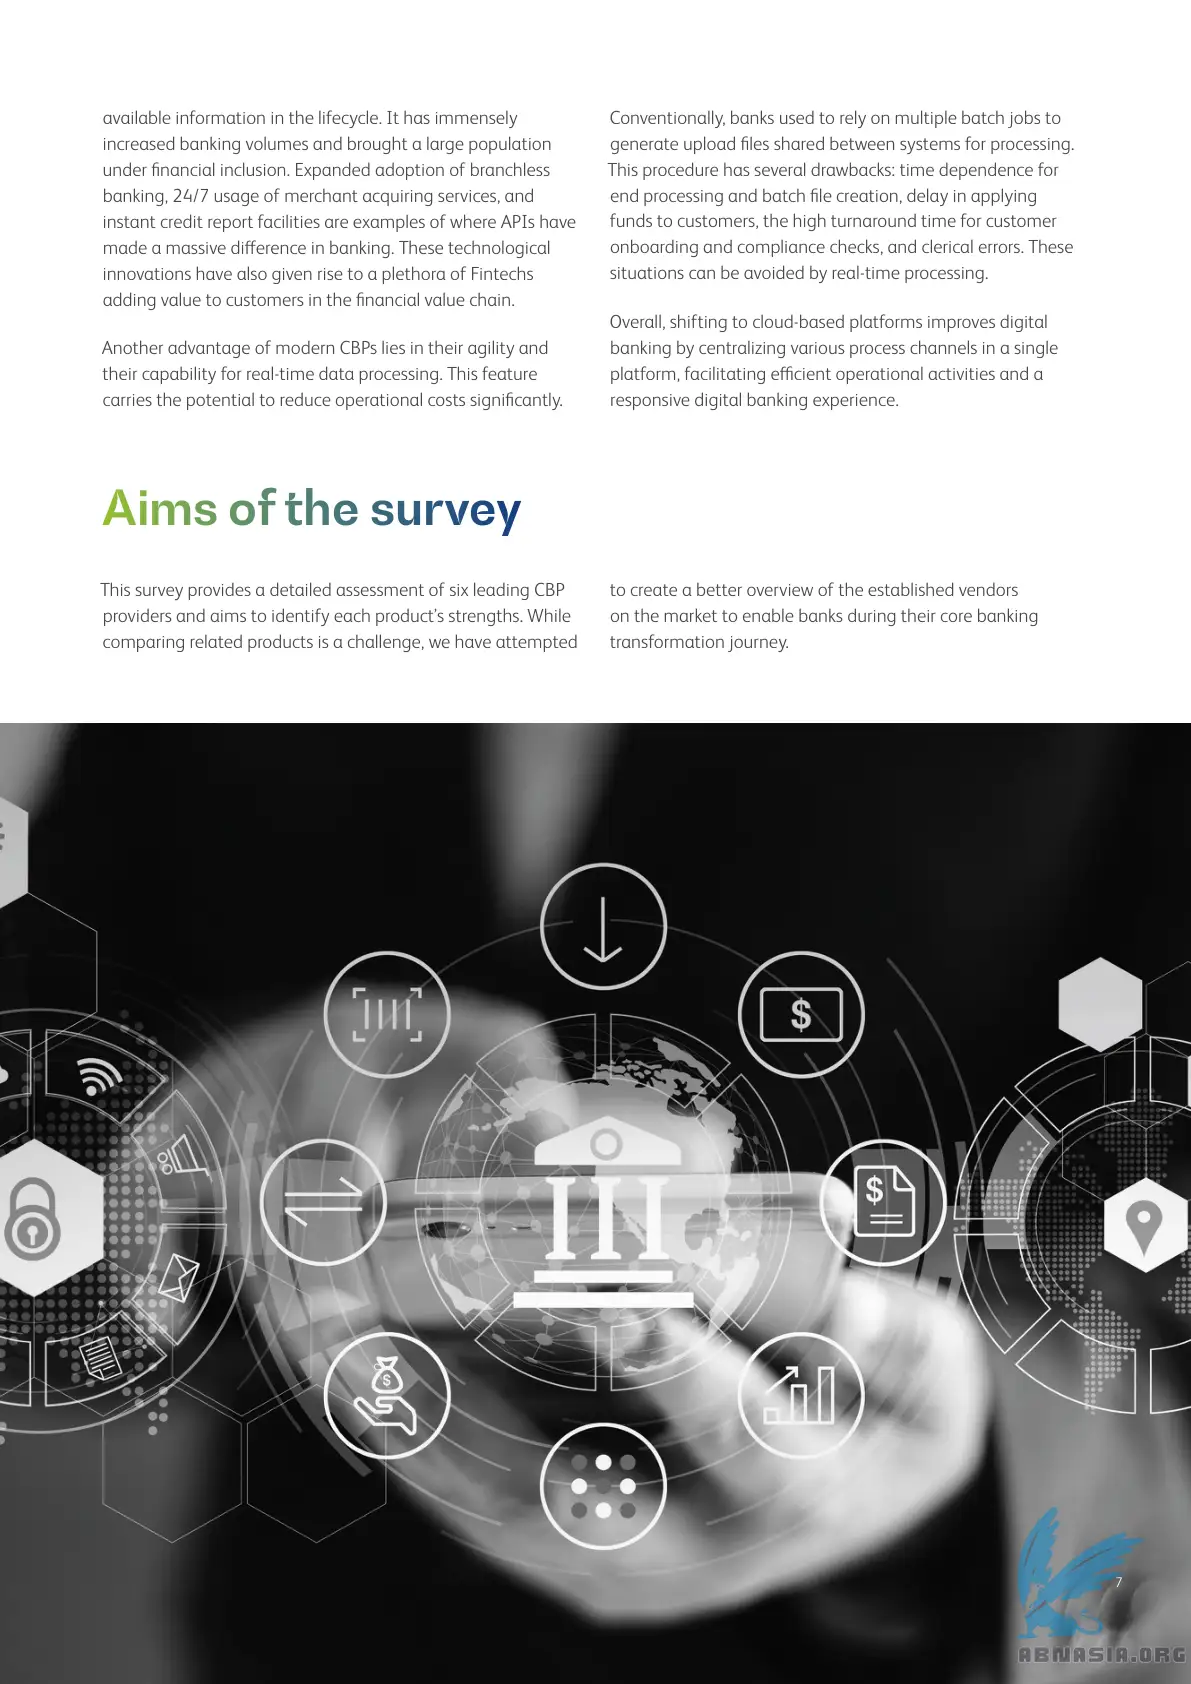 available information in the lifecycle. It has immensely
increased banking volumes and brought a large population
under financial inclusion. Expanded adoption of branchless
banking, 24/7 usage of merchant acquiring services, and
instant credit report facilities are examples of where APIs have
made a massive difference in banking. These technological
innovations have also given rise to a plethora of Fintechs
adding value to customers in the financial value chain.
Another advantage of modern CBPs lies in their agility and
their capability for real-time data processing. This feature
carries the potential to reduce operational costs significantly.
Conventionally, banks used to rely on multiple batch jobs to
generate upload files shared between systems for processing.
This procedure has several drawbacks: time dependence for
end processing and batch file creation, delay in applying
funds to customers, the high turnaround time for customer
onboarding and compliance checks, and clerical errors. These
situations can be avoided by real-time processing.
Overall, shifting to cloud-based platforms improves digital
banking by centralizing various process channels in a single
platform, facilitating efficient operational activities and a
responsive digital banking experience.
Aims of the survey
This survey provides a detailed assessment of six leading CBP
providers and aims to identify each product's strengths. While
comparing related products is a challenge, we have attempted
to create a better overview of the established vendors
on the market to enable banks during their core banking
transformation journey.
$
$
$
7
ABNASIA.ORG